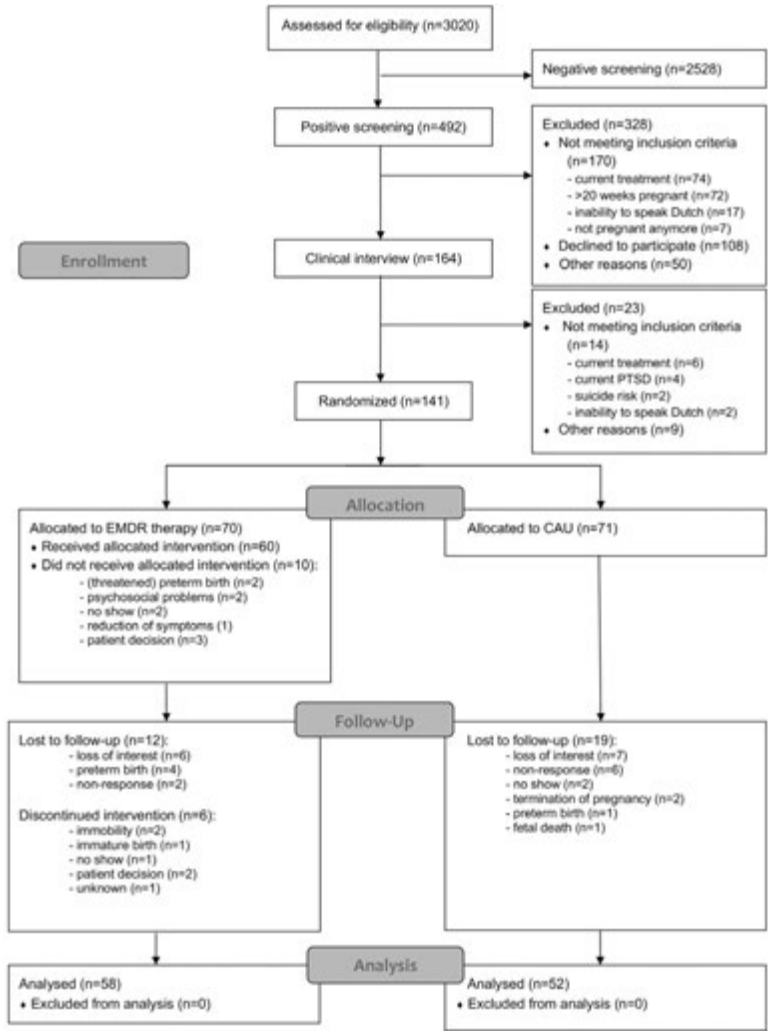 Assessed for eligibility (n=3020)
Negative screening (n=2528)
Positive screening (n=492)
Excluded (n=328)
♦ Not meeting inclusion criteria
(n=170)
- current treatment (n=74)
- >20 weeks pregnant (n=72)
- inability to speak Dutch (n=17)
- not pregnant anymore (n=7)
♦ Declined to participate (n=108)
♦ Other reasons (n=50)
Enrollment
Clinical interview (n=164)
Excluded (n=23)
♦ Not meeting inclusion criteria
(n=14)
- current treatment (n=6)
- current PTSD (n=4)
- suicide risk (n=2)
- inability to speak Dutch (n=2)
♦ Other reasons (n=9)
Randomized (n=141)
Allocation
Allocated to EMDR therapy (n=70)
♦ Received allocated intervention (n=60)
♦ Did not receive allocated intervention (n=10):
- (threatened) preterm birth (n=2)
- psychosocial problems (n=2)
- no show (n=2)
- reduction of symptoms (1)
- patient decision (n=3)
Allocated to CAU (n=71)
Follow-Up
Lost to follow-up (n=12):
- loss of interest (n=6)
- preterm birth (n=4)
- non-response (n=2)
Discontinued intervention (n=6):
- immobility (n=2)
- immature birth (n=1)
- no show (n=1)
- patient decision (n=2)
- unknown (n=1)
Lost to follow-up (n=19):
- loss of interest (n=7)
- non-response (n=6)
- no show (n=2)
- termination of pregnancy (n=2)
- preterm birth (n=1)
- fetal death (n=1)
Analysis
Analysed (n=58)
♦ Excluded from analysis (n=0)
Analysed (n=52)
♦ Excluded from analysis (n=0)